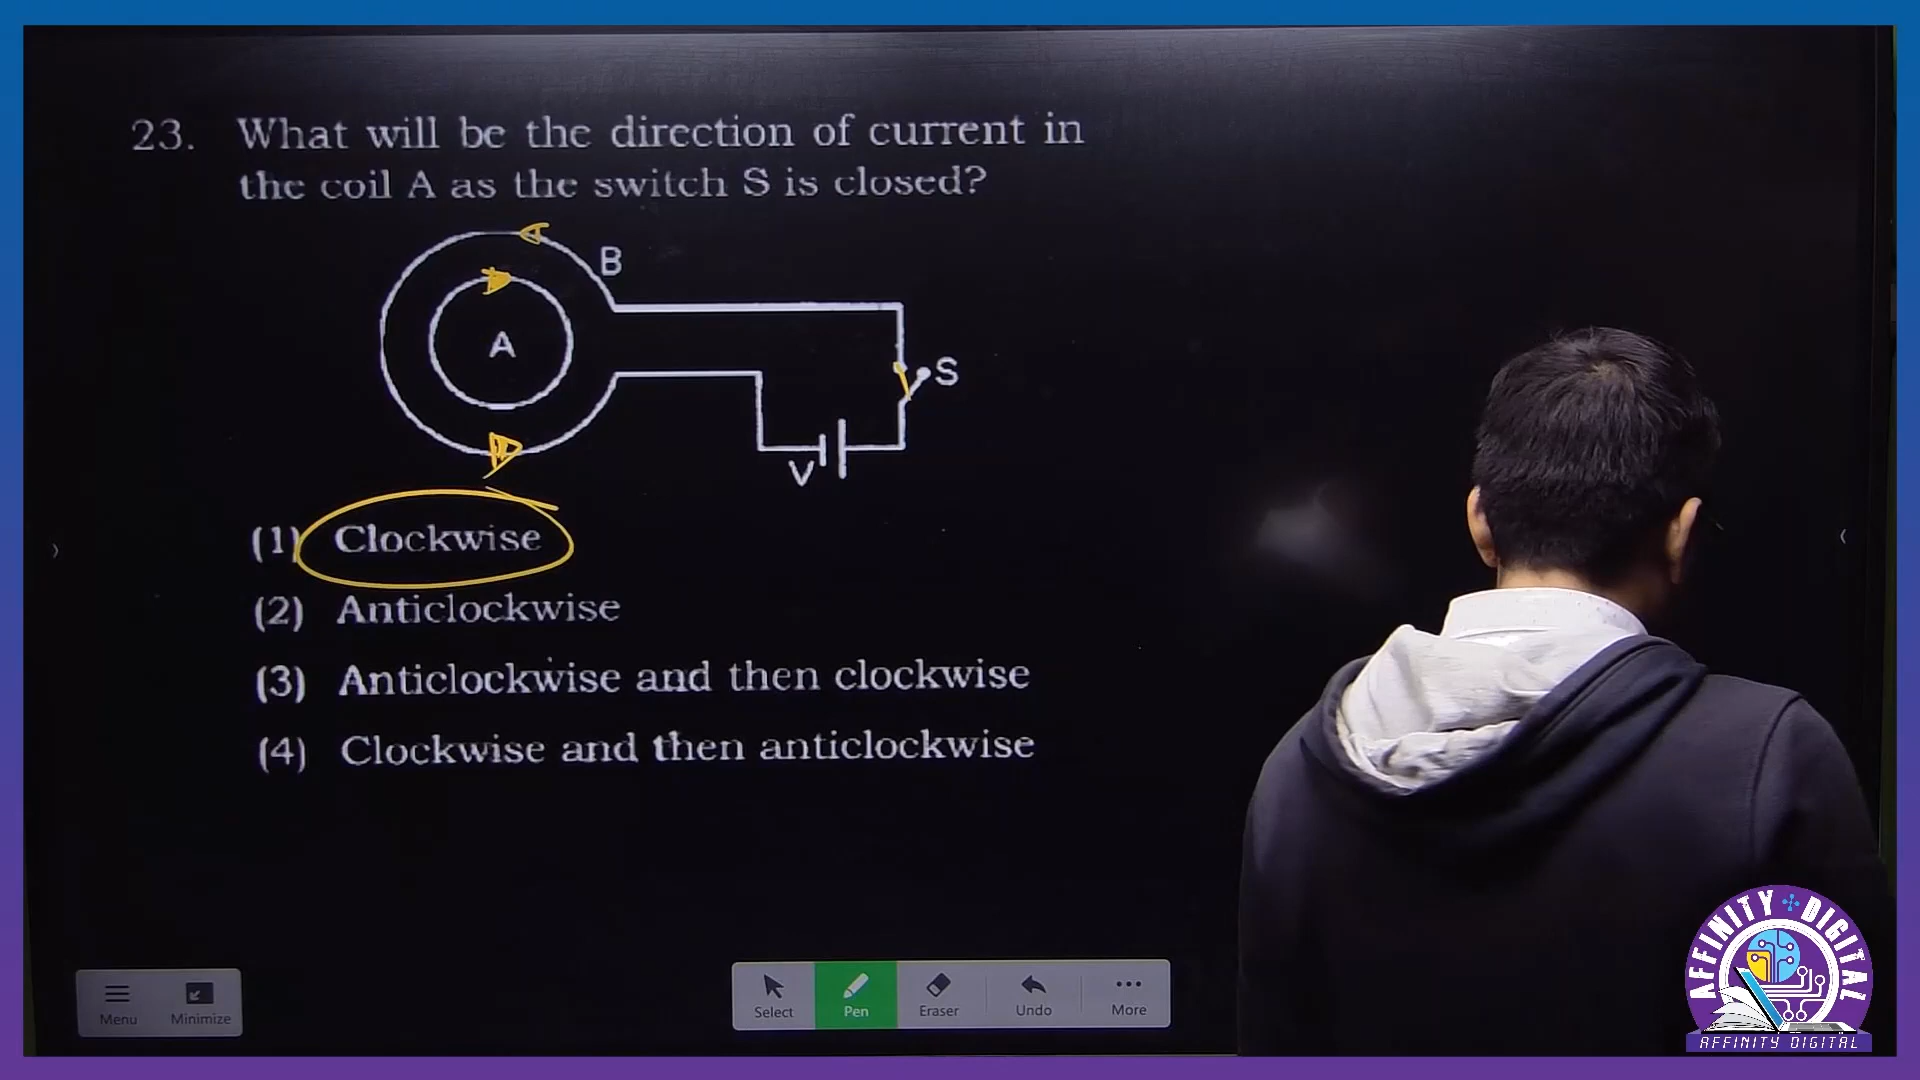 23. What will be the direction of current in
the coil A as the switch S is closed?
B
A
S
V
(1) Clockwise
(2) Anticlockwise
(3) Anticlockwise and then clockwise
(4) Clockwise and then anticlockwise
Menu
Minimize
Select
Pen
Eraser
Undo
More
AFFINITY DIGITAL
AFFINITY DIGITAL